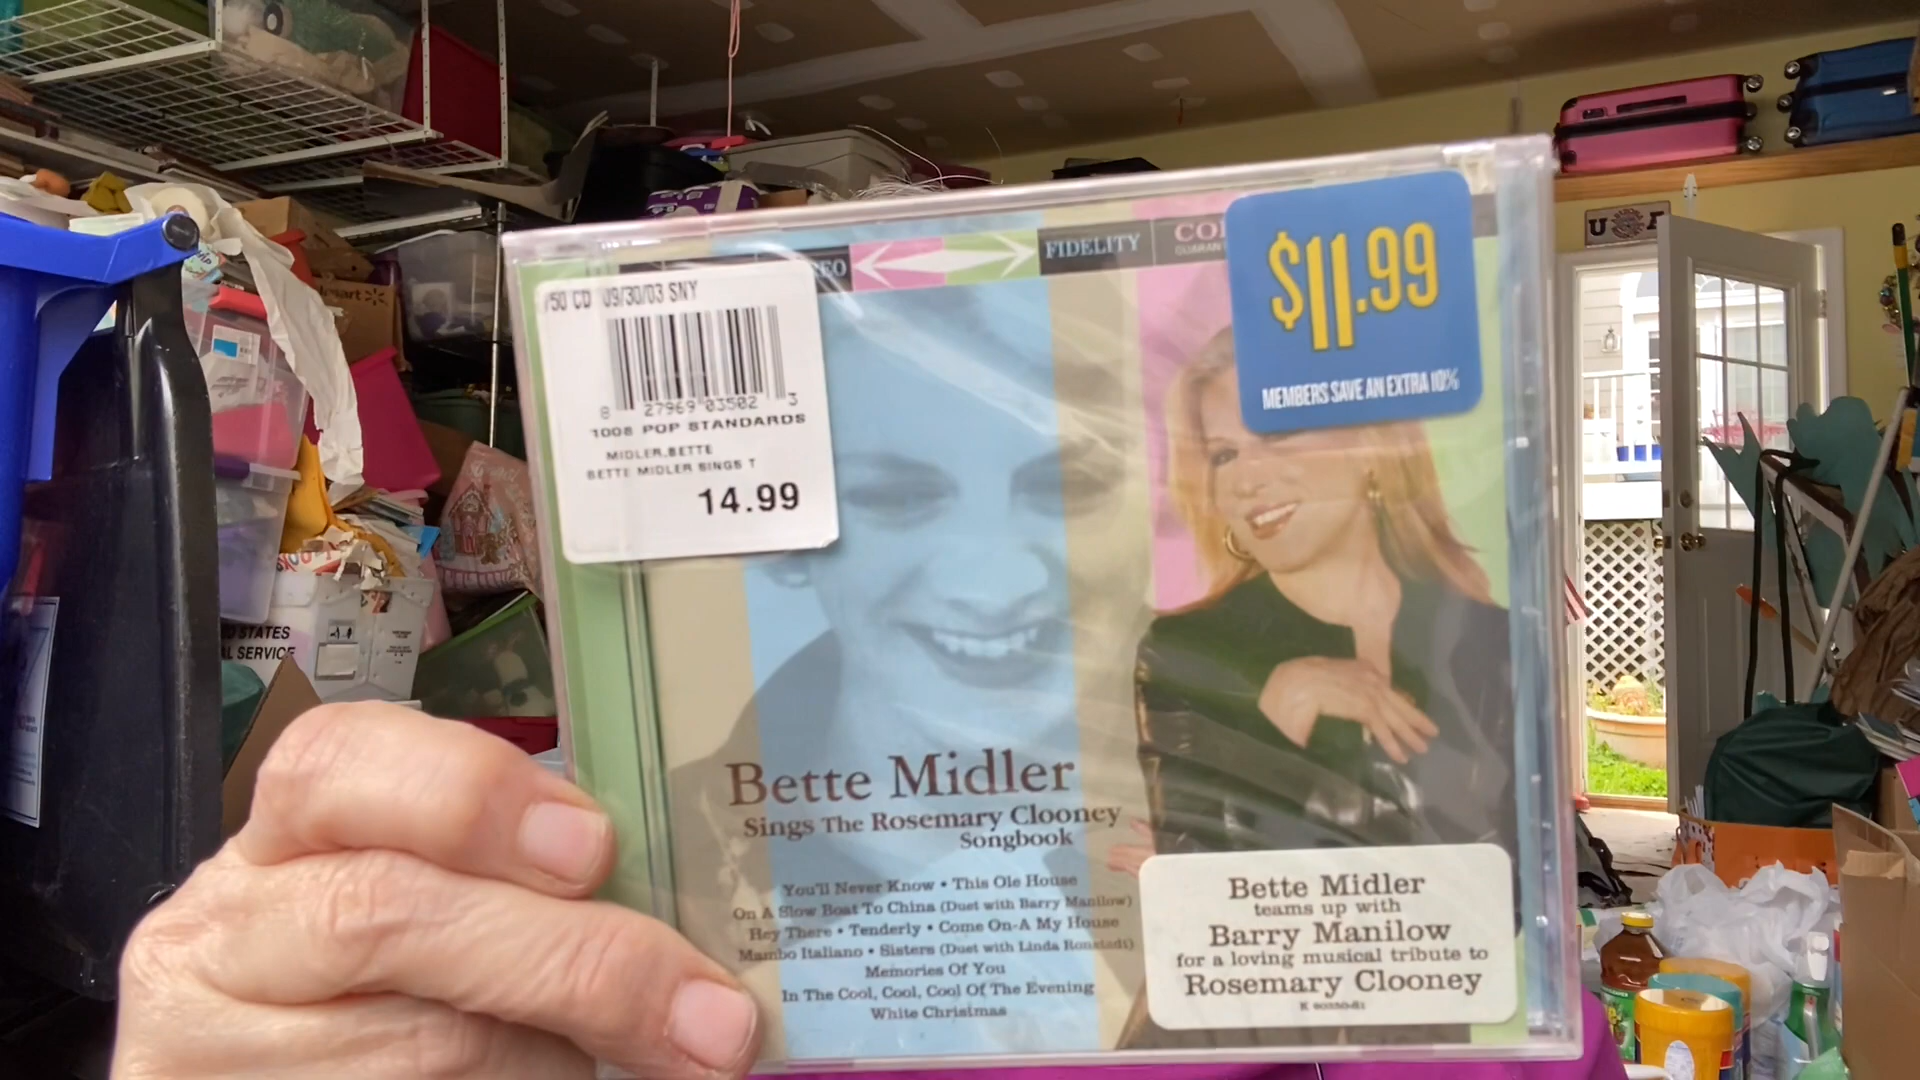 FIDELITY
$11.99
MEMBERS SAVE AN EXTRA 10%
/50 CD 09/30/03 SNY
8 27969 03502 3
1008 POP STANDARDS
MIDLER,BETTE
BETTE MIDLER SINGS T
14.99
Bette Midler
Sings The Rosemary Clooney
Songbook
You'll Never Know • This Ole House
On A Slow Boat To China (Duet with Barry Manilow)
Hey There • Tenderly • Come On-A My House
Mambo Italiano • Sisters (Duet with Linda Ronstadt)
Memories Of You
In The Cool, Cool, Cool Of The Evening
White Christmas
Bette Midler
teams up with
Barry Manilow
for a loving musical tribute to
Rosemary Clooney
STATES
SERVICE